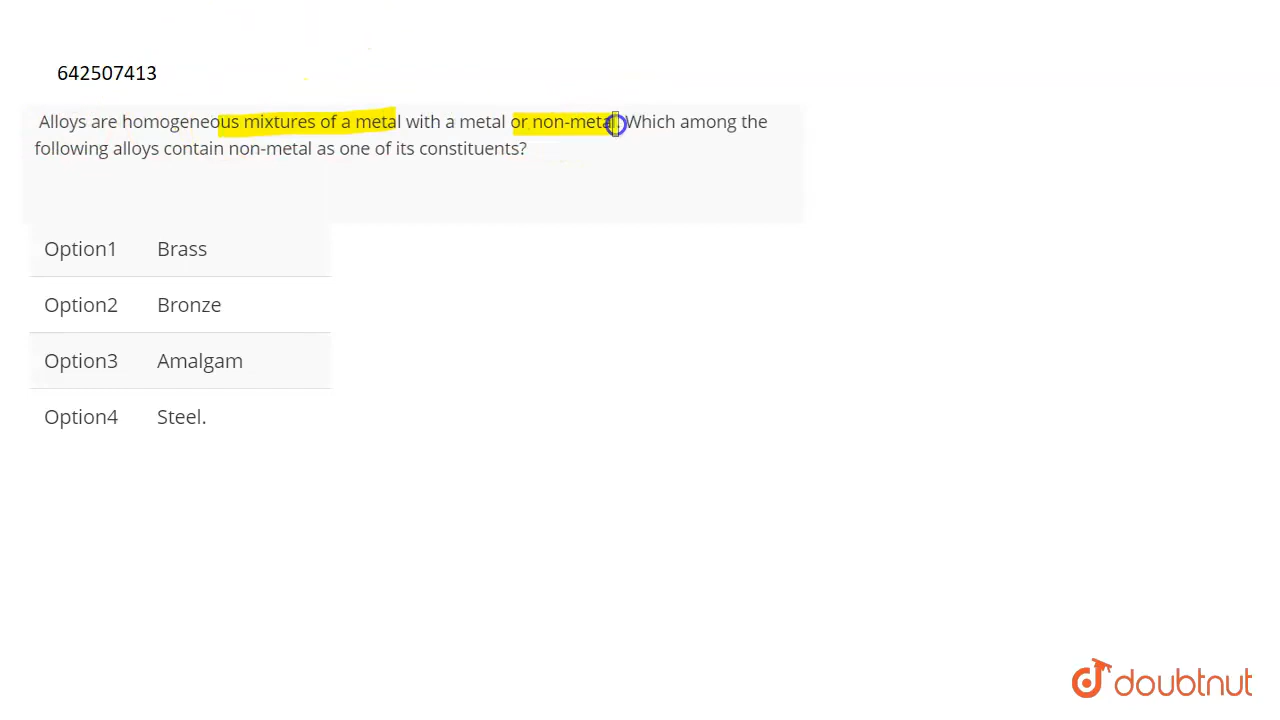 642507413
Alloys are homogeneous mixtures of a metal with a metal or non-metal. Which among the
following alloys contain non-metal as one of its constituents?
Option1 Brass
Option2 Bronze
Option3 Amalgam
Option4 Steel.
doubtnut